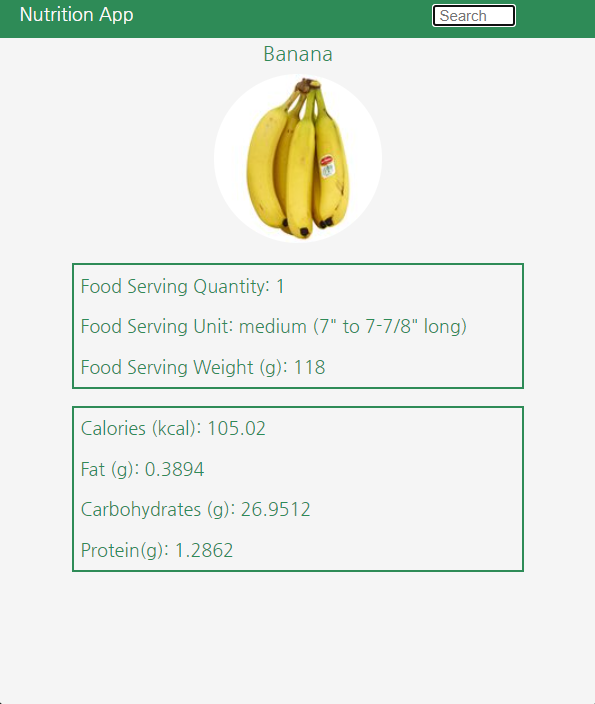 Nutrition App
Search
Banana
Food Serving Quantity: 1
Food Serving Unit: medium (7" to 7-7/8" long)
Food Serving Weight (g): 118
Calories (kcal): 105.02
Fat (g): 0.3894
Carbohydrates (g): 26.9512
Protein(g): 1.2862